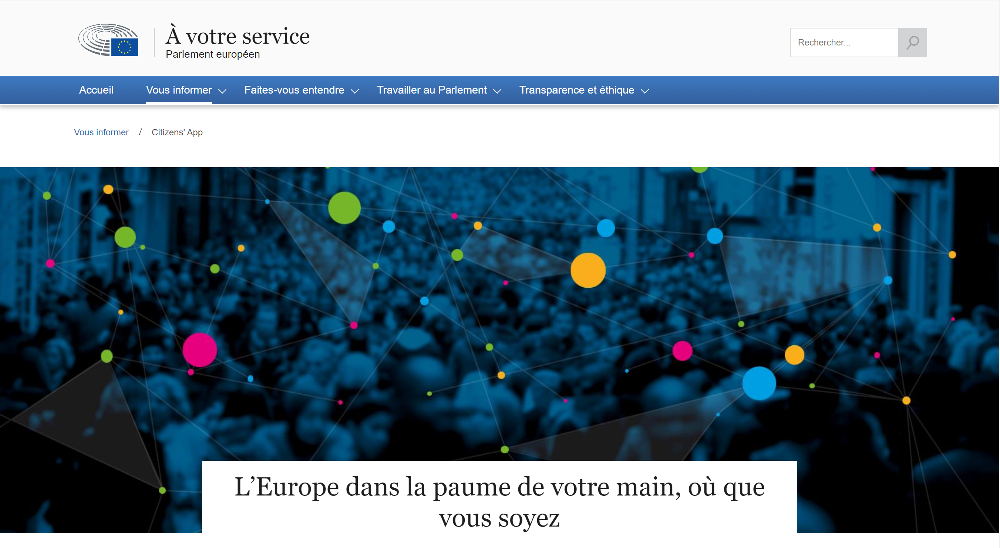 À votre service
Parlement européen
Rechercher...
Accueil Vous informer Faites-vous entendre Travailler au Parlement Transparence et éthique
Vous informer / Citizens' App
L’Europe dans la paume de votre main, où que
vous soyez